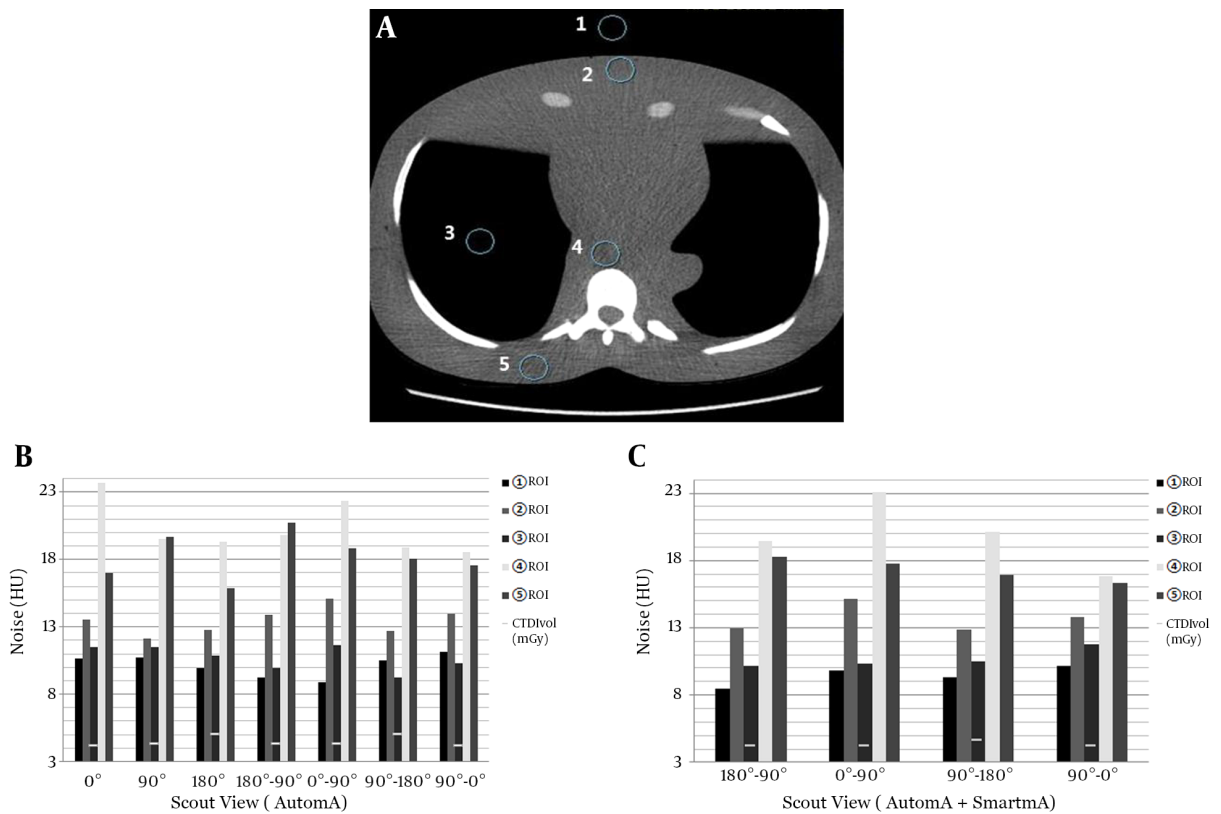 A
1
2
3
4
5
B
23
18
13
8
3
Noise (HU)
0° 90° 180° 180°-90° 0°-90° 90°-180° 90°-0°
Scout View ( AutomA)
①ROI
②ROI
③ROI
④ROI
⑤ROI
CTDIvol
(mGy)
C
23
18
13
8
3
Noise (HU)
180°-90° 0°-90° 90°-180° 90°-0°
Scout View ( AutomA + SmartmA)
①ROI
②ROI
③ROI
④ROI
⑤ROI
CTDIvol
(mGy)